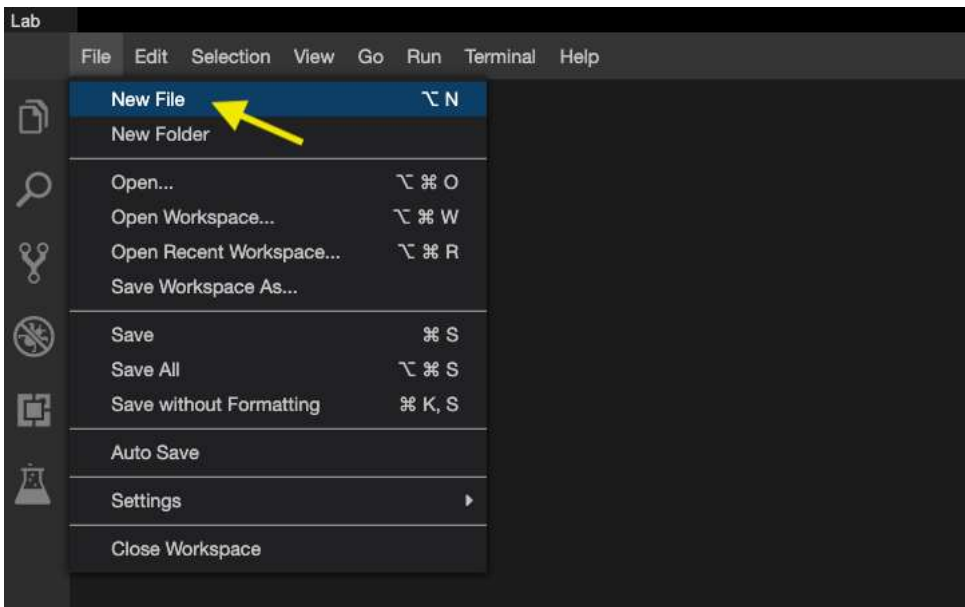 Lab
File Edit Selection View Go Run Terminal Help
New File ⌥ N
New Folder
Open... ⌥ ⌘ O
Open Workspace... ⌥ ⌘ W
Open Recent Workspace... ⌥ ⌘ R
Save Workspace As...
Save ⌘ S
Save All ⌥ ⌘ S
Save without Formatting ⌘ K, S
Auto Save
Settings
Close Workspace